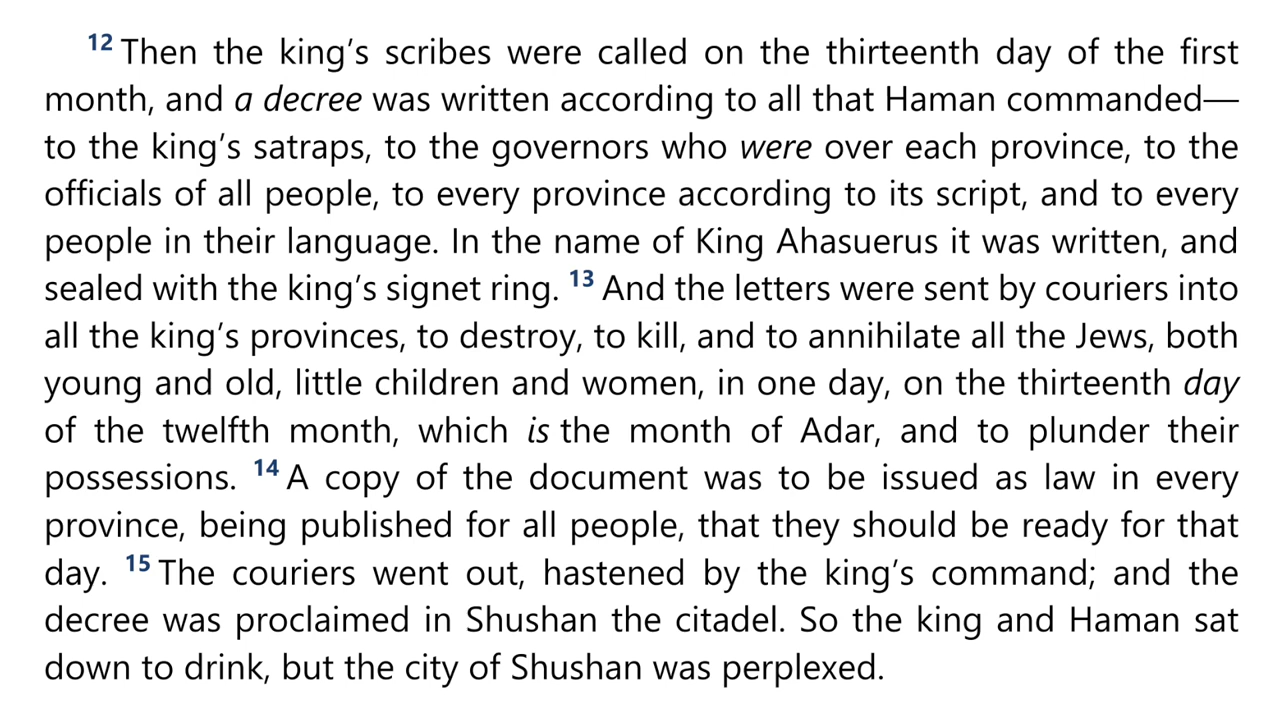 12 Then the king’s scribes were called on the thirteenth day of the first
month, and a decree was written according to all that Haman commanded—
to the king’s satraps, to the governors who were over each province, to the
officials of all people, to every province according to its script, and to every
people in their language. In the name of King Ahasuerus it was written, and
sealed with the king’s signet ring. 13 And the letters were sent by couriers into
all the king’s provinces, to destroy, to kill, and to annihilate all the Jews, both
young and old, little children and women, in one day, on the thirteenth day
of the twelfth month, which is the month of Adar, and to plunder their
possessions. 14 A copy of the document was to be issued as law in every
province, being published for all people, that they should be ready for that
day. 15 The couriers went out, hastened by the king’s command; and the
decree was proclaimed in Shushan the citadel. So the king and Haman sat
down to drink, but the city of Shushan was perplexed.